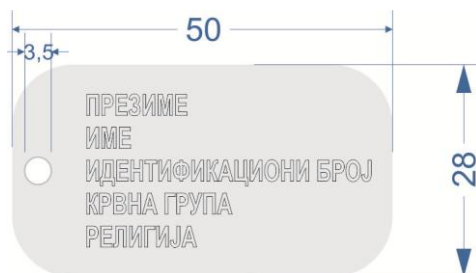 50
3,5
28
ПРЕЗИМЕ
ИМЕ
ИДЕНТИФИКАЦИОНИ БРОЈ
КРВНА ГРУПА
РЕЛИГИЈА